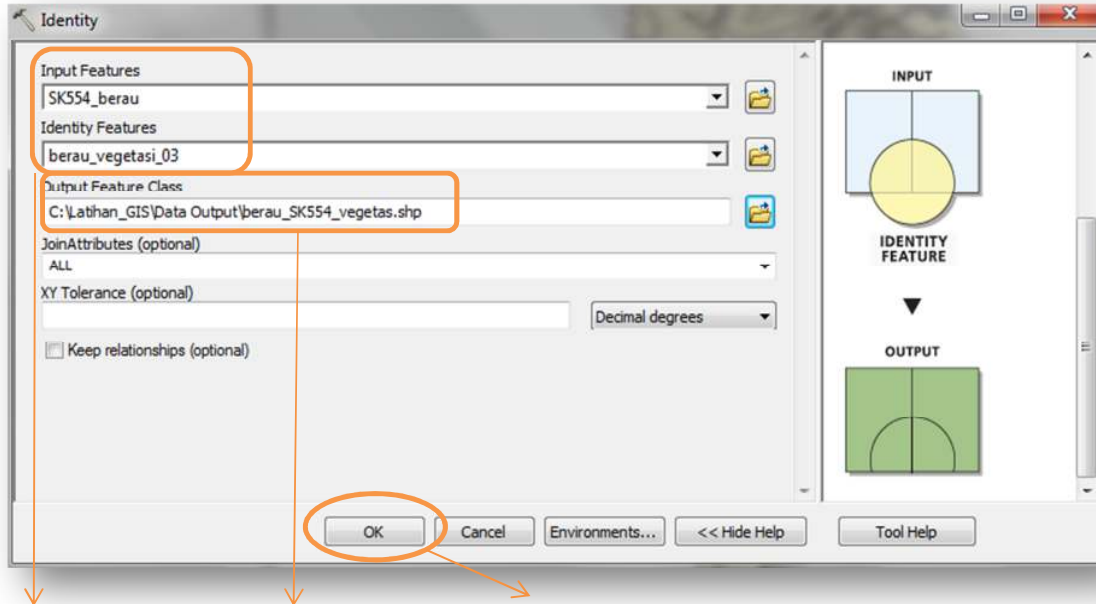 Identity
Input Features
SK554_berau
Identity Features
berau_vegetasi_03
Output Feature Class
C:\Latihan_GIS\Data Output\berau_SK554_vegetas.shp
JoinAttributes (optional)
ALL
XY Tolerance (optional)
Decimal degrees
Keep relationships (optional)
OK
Cancel
Environments...
<< Hide Help
Tool Help
INPUT
IDENTITY
FEATURE
OUTPUT